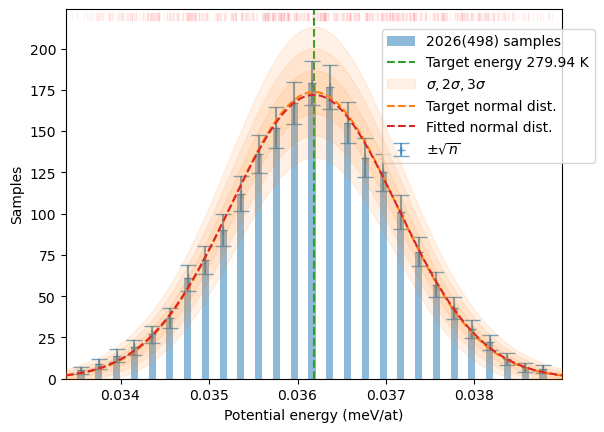 2026(498) samples
Target energy 279.94 K
σ, 2σ, 3σ
Target normal dist.
Fitted normal dist.
±√n
200
175
150
125
100
75
50
25
0
Samples
0.034 0.035 0.036 0.037 0.038
Potential energy (meV/at)